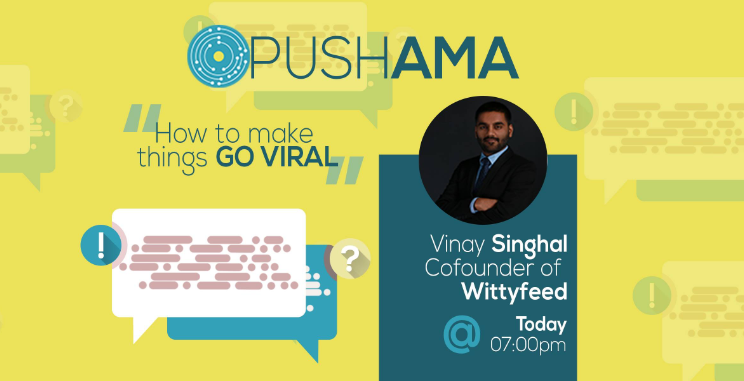 PUSHAMA
"How to make
things GO VIRAL"
!
?
Vinay Singhal
Cofounder of
Wittyfeed
@ Today
07:00pm